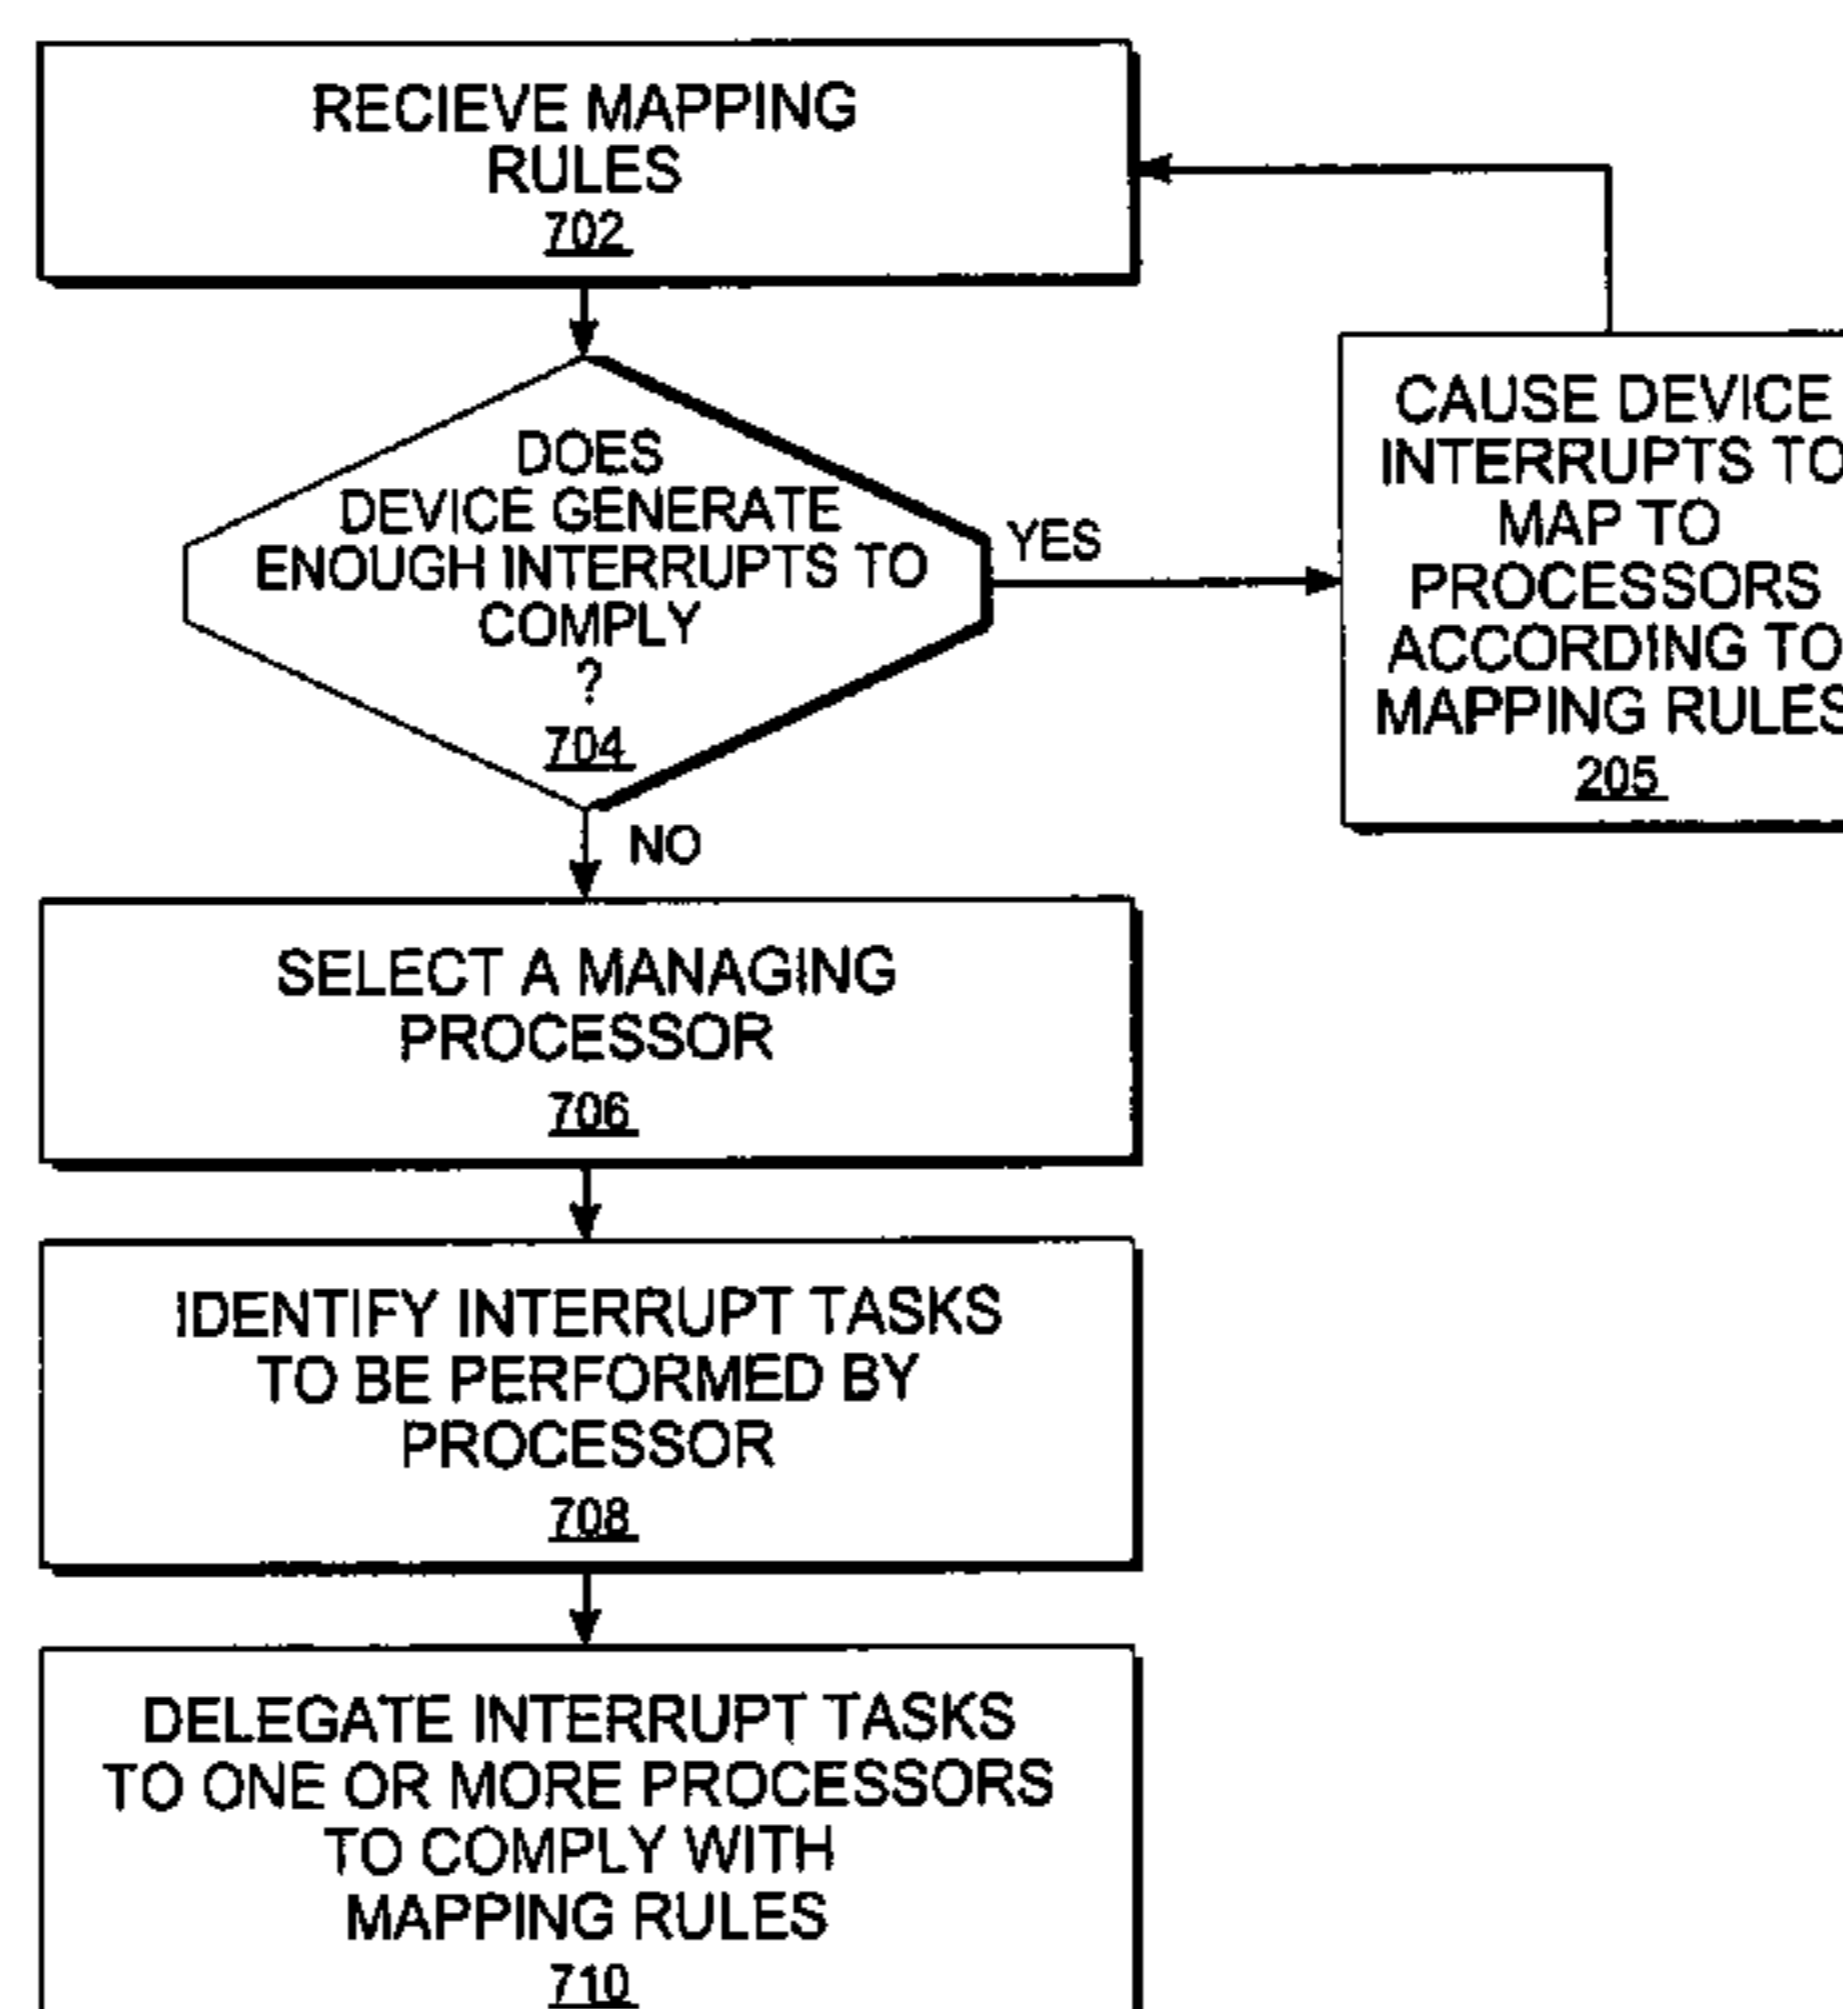 RECIEVE MAPPING
RULES
702
DOES
DEVICE GENERATE
ENOUGH INTERRUPTS TO
COMPLY
?
704
YES
CAUSE DEVICE
INTERRUPTS TO
MAP TO
PROCESSORS
ACCORDING TO
MAPPING RULES
205
NO
SELECT A MANAGING
PROCESSOR
706
IDENTIFY INTERRUPT TASKS
TO BE PERFORMED BY
PROCESSOR
708
DELEGATE INTERRUPT TASKS
TO ONE OR MORE PROCESSORS
TO COMPLY WITH
MAPPING RULES
710